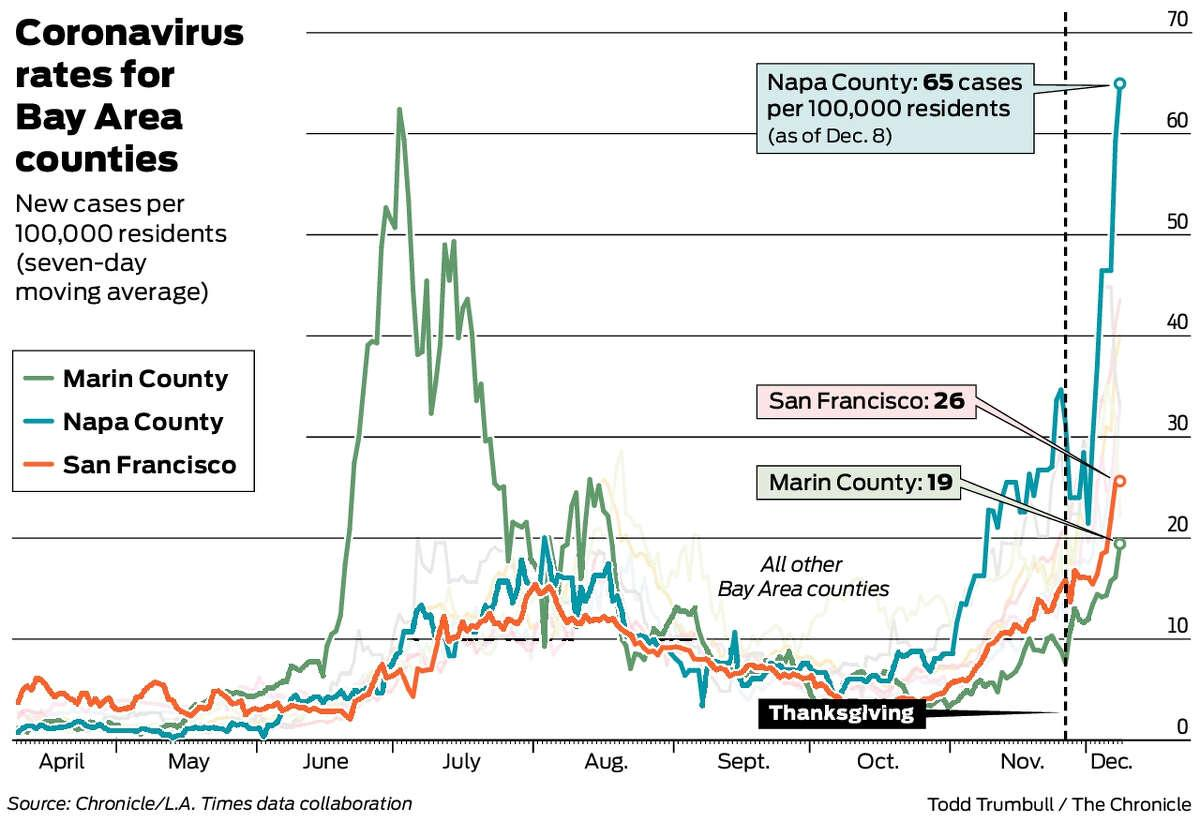 Coronavirus
rates for
Bay Area
counties
New cases per
100,000 residents
(seven-day
moving average)
Marin County
Napa County
San Francisco
70
60
50
40
30
20
10
0
Napa County: 65 cases
per 100,000 residents
(as of Dec. 8)
San Francisco: 26
Marin County: 19
All other
Bay Area counties
Thanksgiving
April May June July Aug. Sept. Oct. Nov. Dec.
Source: Chronicle/L.A. Times data collaboration
Todd Trumbull / The Chronicle